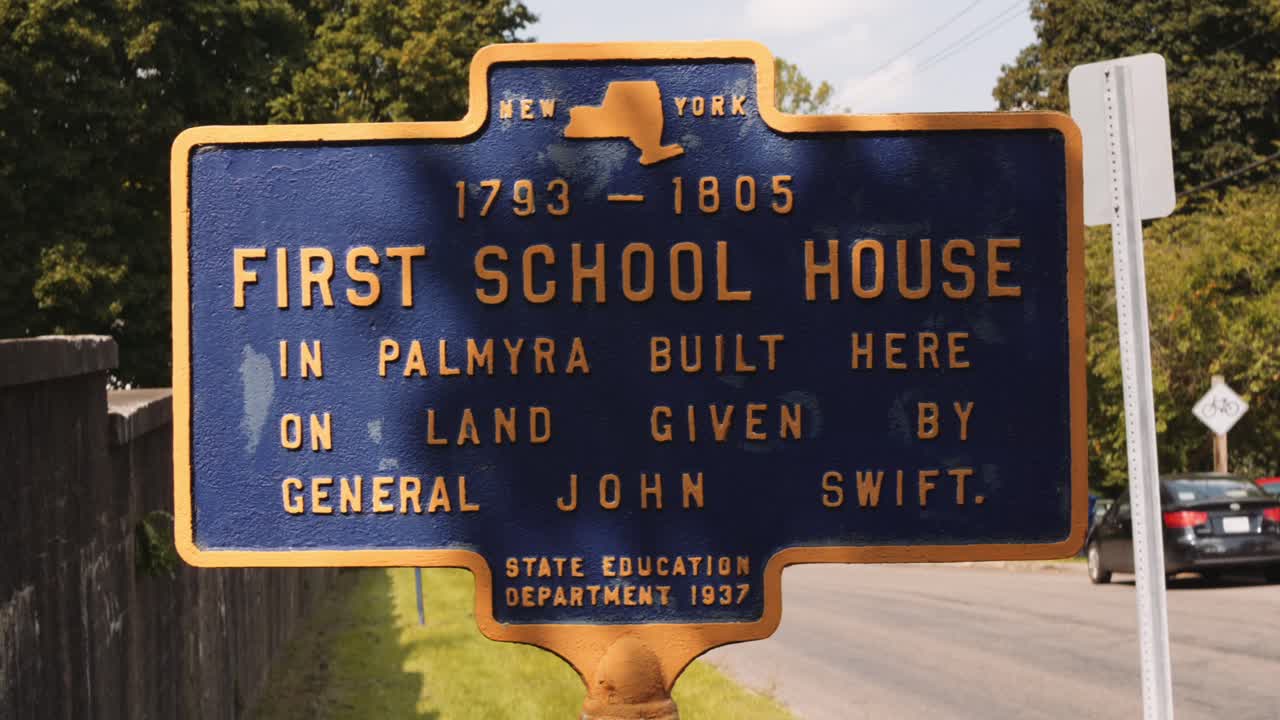 NEW YORK
1793 — 1805
FIRST SCHOOL HOUSE
IN PALMYRA BUILT HERE
ON LAND GIVEN BY
GENERAL JOHN SWIFT.
STATE EDUCATION
DEPARTMENT 1937